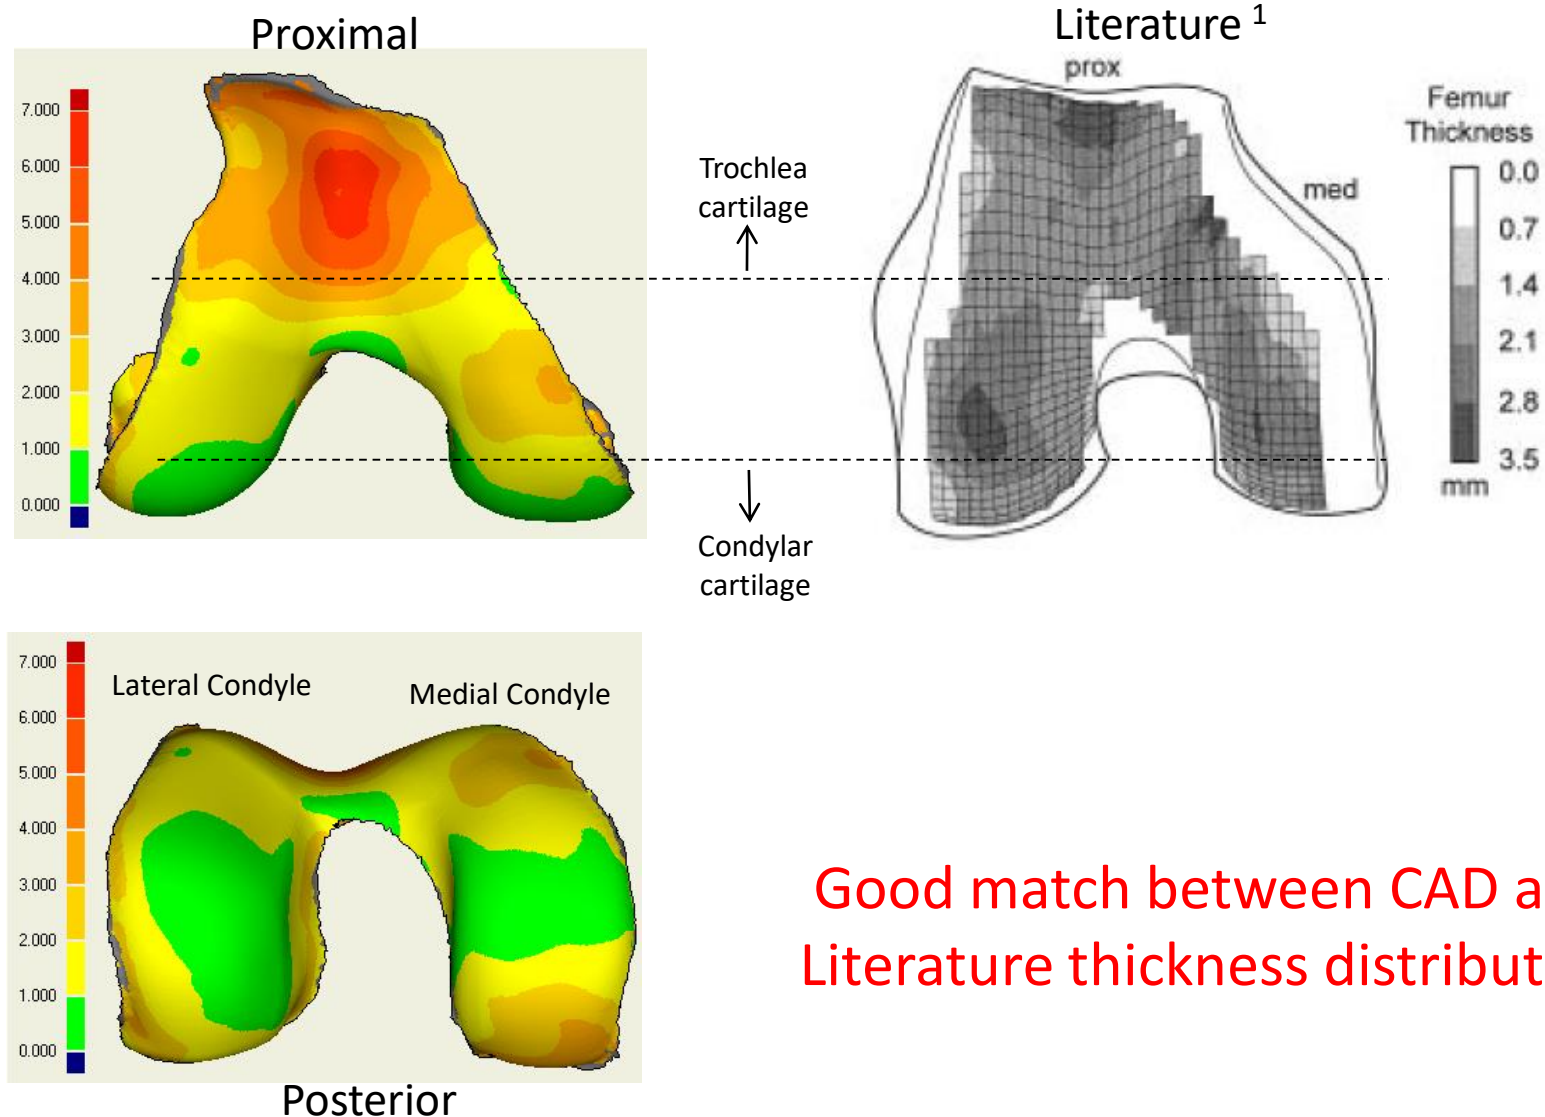 Proximal
Literature 1
7.000
6.000
5.000
4.000
3.000
2.000
1.000
0.000
Trochlea
cartilage
Condylar
cartilage
prox
med
Femur
Thickness
0.0
0.7
1.4
2.1
2.8
3.5
mm
7.000
6.000
5.000
4.000
3.000
2.000
1.000
0.000
Lateral Condyle
Medial Condyle
Posterior
Good match between CAD a
Literature thickness distribut